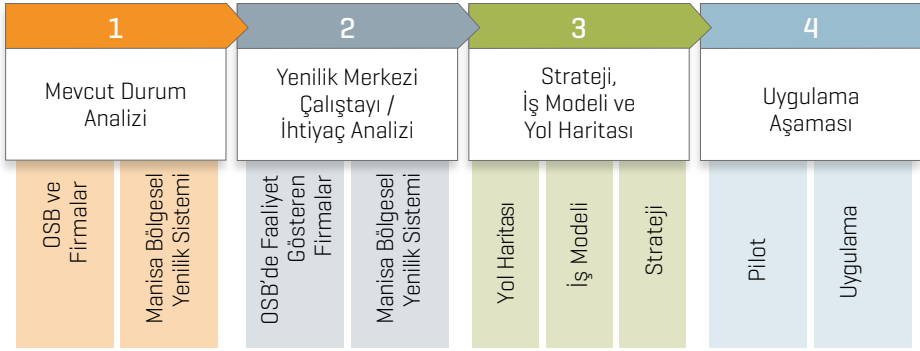 1
Mevcut Durum
Analizi
OSB ve
Firmalar
Manisa Bölgesel
Yenilik Sistemi
2
Yenilik Merkezi
Çalıştayı /
İhtiyaç Analizi
OSB'de Faaliyet
Gösteren
Firmalar
Manisa Bölgesel
Yenilik Sistemi
3
Strateji,
İş Modeli ve
Yol Haritası
Yol Haritası
İş Modeli
Strateji
4
Uygulama
Aşaması
Pilot
Uygulama